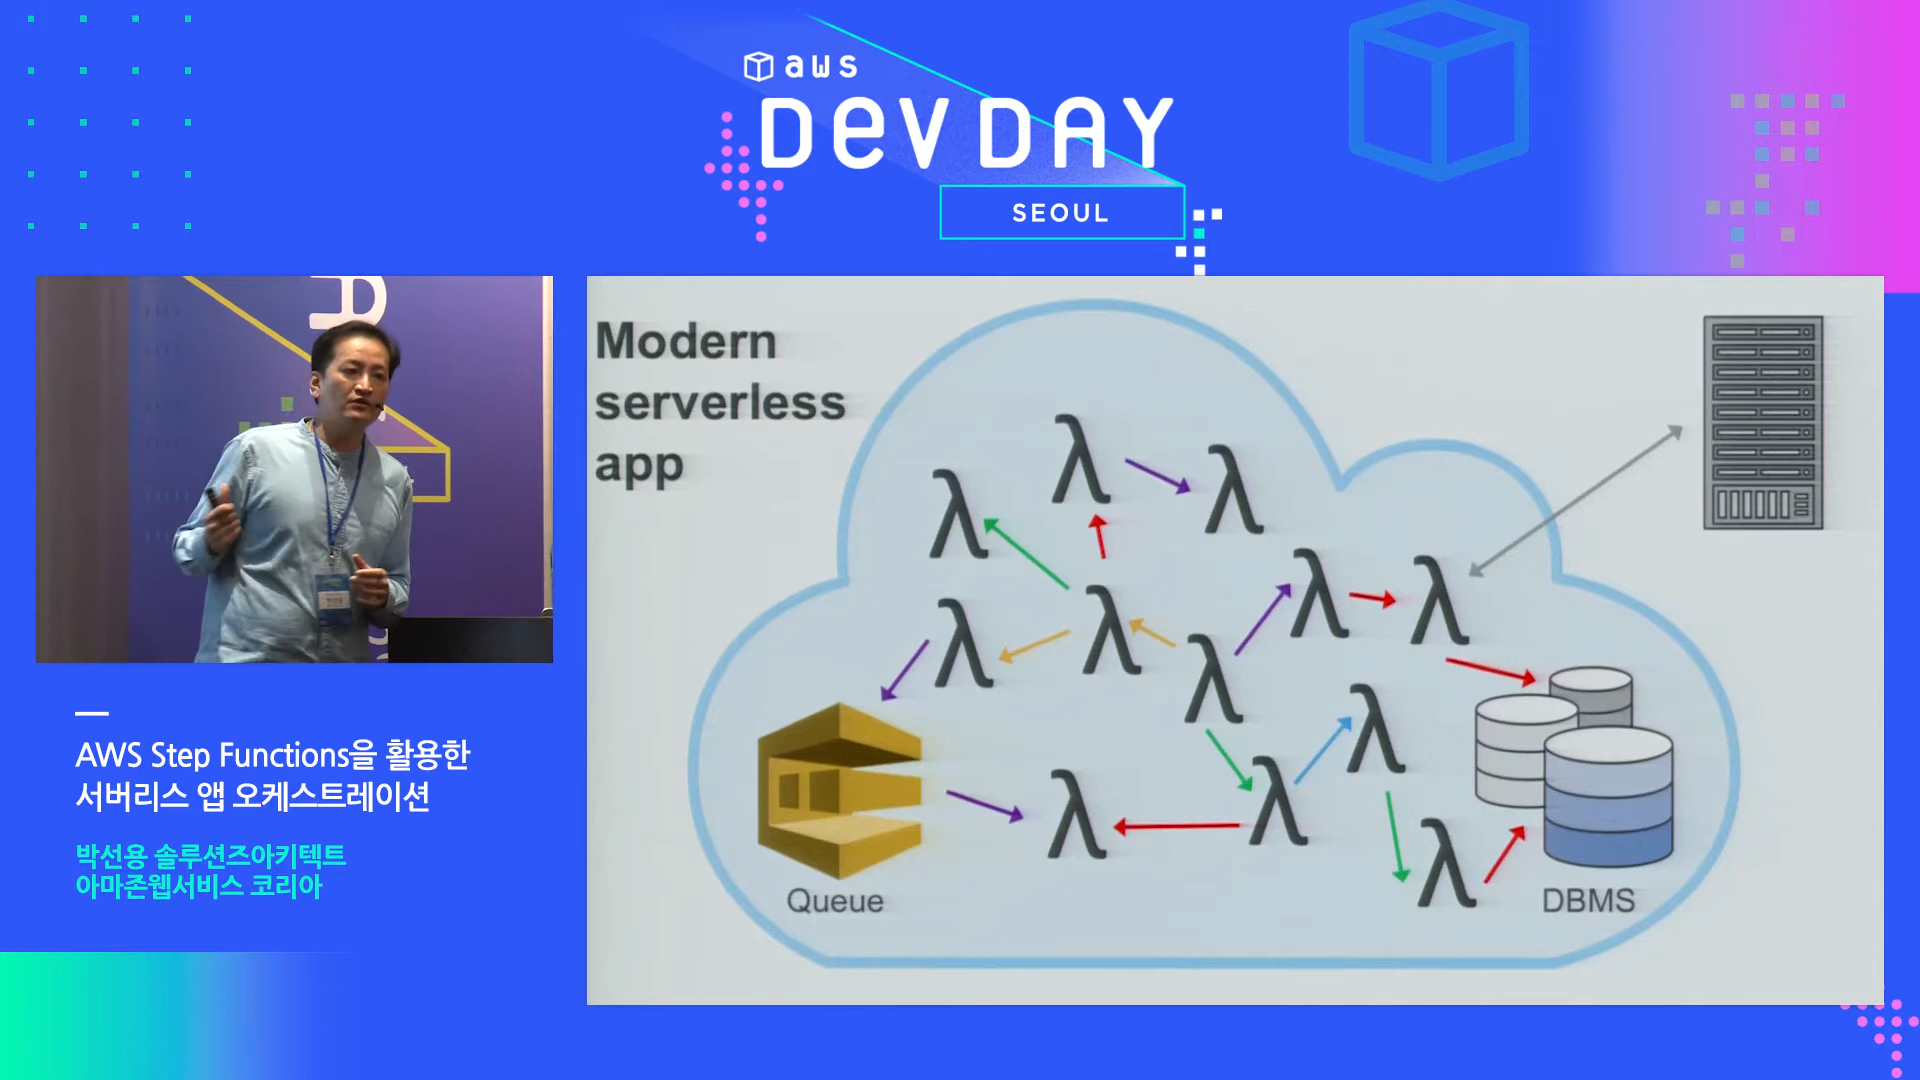 aws
DeV DAY
SEOUL
Modern
serverless
app
λ
λ
λ
λ
λ
λ
λ
λ
λ
λ
λ
λ
λ
Queue
DBMS
AWS Step Functions을 활용한
서버리스 앱 오케스트레이션
박선용 솔루션즈아키텍트
아마존웹서비스 코리아